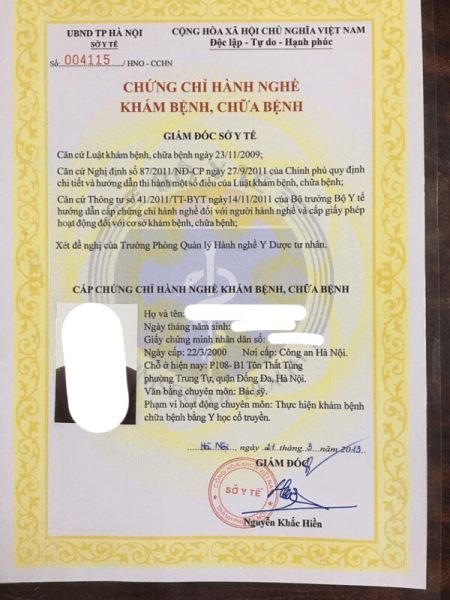 UBND TP HÀ NỘI
SỞ Y TẾ
CỘNG HÒA XÃ HỘI CHỦ NGHĨA VIỆT NAM
Độc lập - Tự do - Hạnh phúc
Số: 004115 / HNO - CCHN
CHỨNG CHỈ HÀNH NGHỀ
KHÁM BỆNH, CHỮA BỆNH
GIÁM ĐỐC SỞ Y TẾ
Căn cứ Luật khám bệnh, chữa bệnh ngày 23/11/2009;
Căn cứ Nghị định số 87/2011/NĐ-CP ngày 27/9/2011 của Chính phủ quy định
chi tiết và hướng dẫn thi hành một số điều của Luật khám bệnh, chữa bệnh;
Căn cứ Thông tư số 41/2011/TT-BYT ngày14/11/2011 của Bộ trưởng Bộ Y tế
hướng dẫn cấp chứng chỉ hành nghề đối với người hành nghề và cấp giấy phép
hoạt động đối với cơ sở khám bệnh, chữa bệnh;
Xét đề nghị của Trưởng Phòng Quản lý Hành nghề Y Dược tư nhân.
CẤP CHỨNG CHỈ HÀNH NGHỀ KHÁM BỆNH, CHỮA BỆNH
Họ và tên:
Ngày tháng năm sinh:
Giấy chứng minh nhân dân số:
Ngày cấp: 22/3/2000 Nơi cấp: Công an Hà Nội.
Chỗ ở hiện nay: P108- B1 Tôn Thất Tùng
phường Trung Tự, quận Đống Đa, Hà Nội.
Văn bằng chuyên môn: Bác sỹ.
Phạm vi hoạt động chuyên môn: Thực hiện khám bệnh
chữa bệnh bằng Y học cổ truyền.
Hà Nội, ngày 21 tháng 3 năm 2013
GIÁM ĐỐC
SỞ Y TẾ
Nguyễn Khắc Hiền